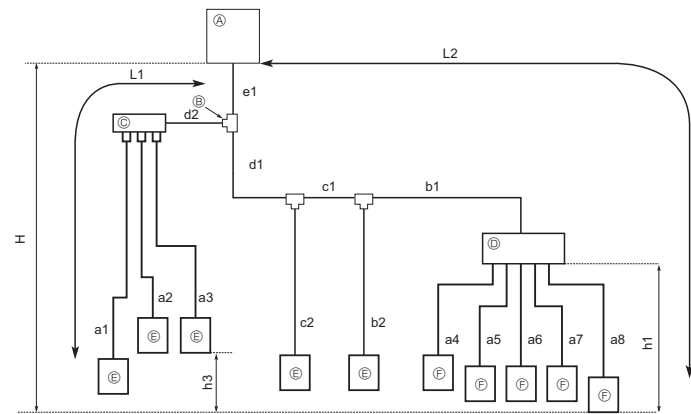 Ⓐ
L2
L1
e1
Ⓑ
Ⓒ
d2
d1
c1
b1
H
Ⓓ
a1
a2
a3
c2
b2
a4
a5
a6
a7
a8
h1
Ⓔ
Ⓔ
Ⓔ
Ⓔ
Ⓔ
Ⓕ
Ⓕ
Ⓕ
Ⓕ
Ⓕ
h3